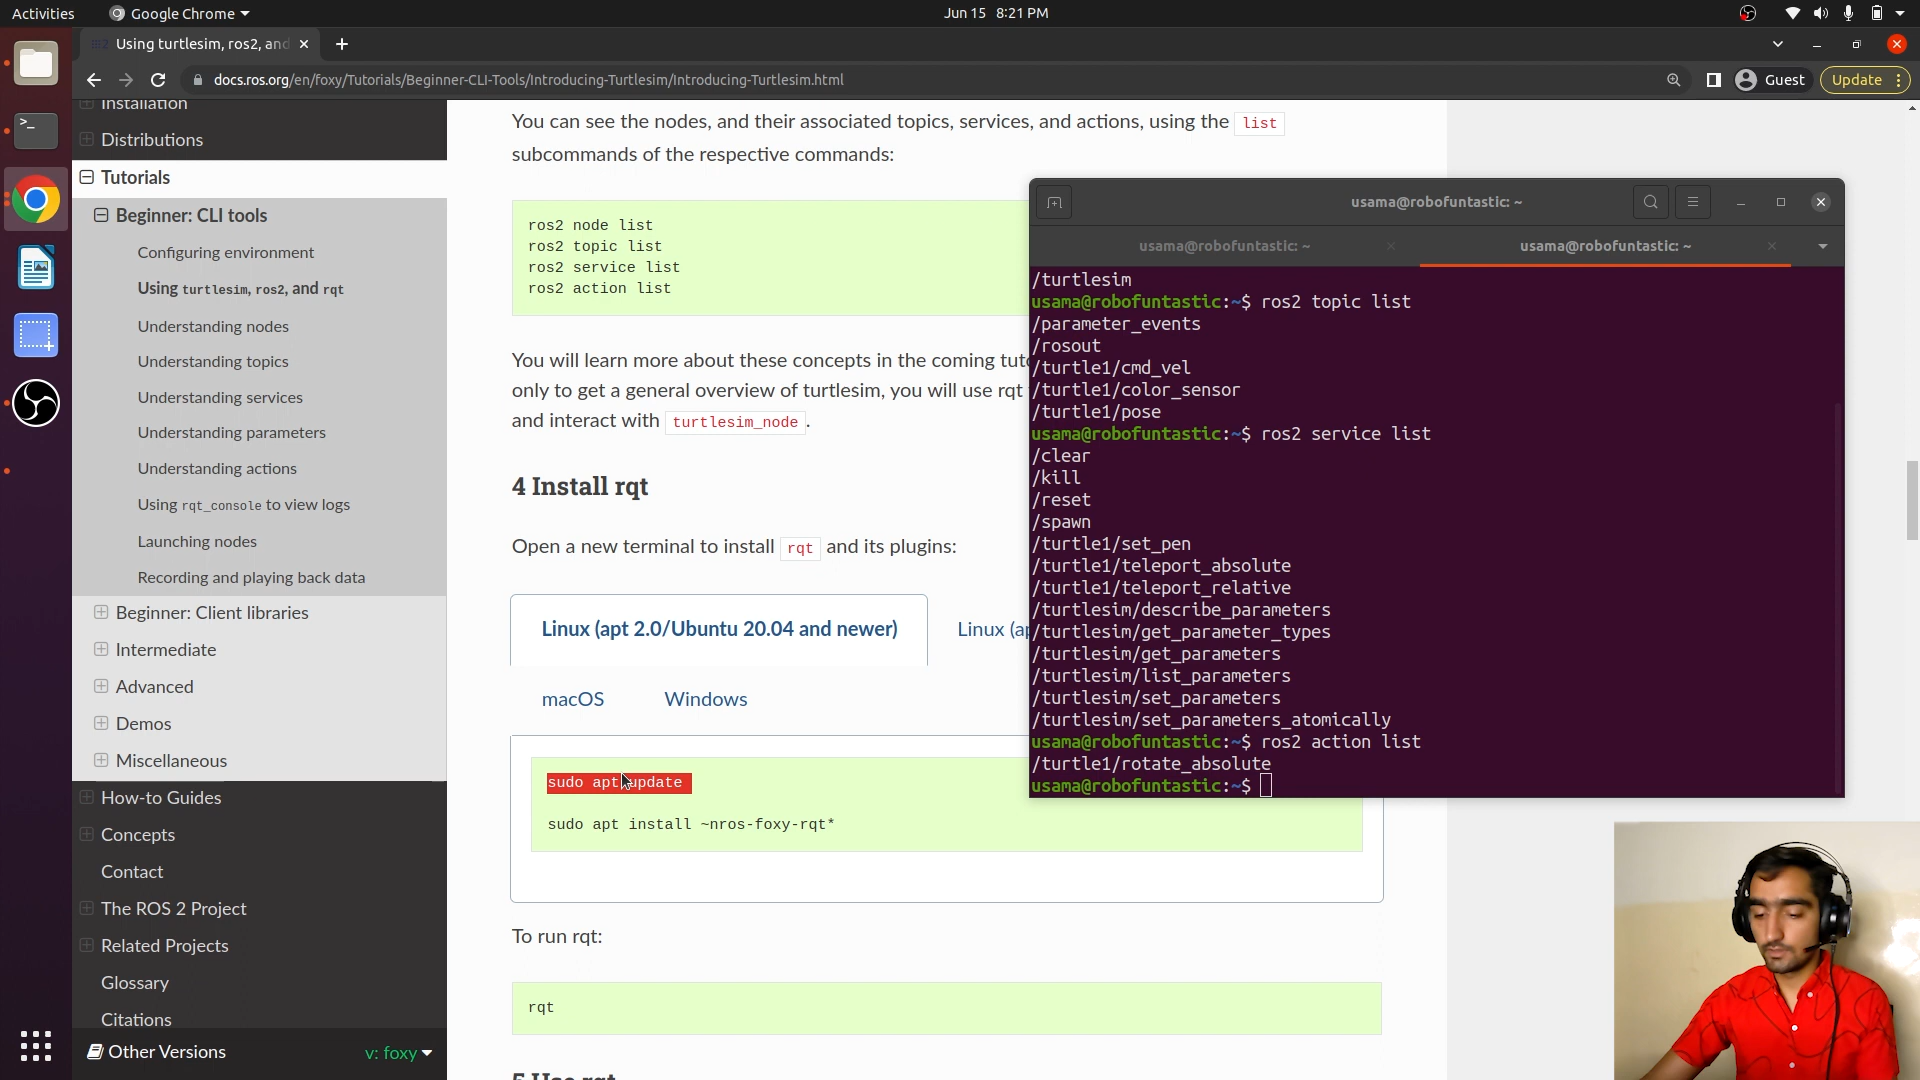 Activities
Google Chrome
Jun 15 8:21 PM
Using turtlesim, ros2, and
docs.ros.org/en/foxy/Tutorials/Beginner-CLI-Tools/Introducing-Turtlesim/Introducing-Turtlesim.html
Guest
Update
Installation
Distributions
Tutorials
Beginner: CLI tools
Configuring environment
Using turtlesim, ros2, and rqt
Understanding nodes
Understanding topics
Understanding services
Understanding parameters
Understanding actions
Using rqt_console to view logs
Launching nodes
Recording and playing back data
Beginner: Client libraries
Intermediate
Advanced
Demos
Miscellaneous
How-to Guides
Concepts
Contact
The ROS 2 Project
Related Projects
Glossary
Citations
Other Versions
v: foxy
You can see the nodes, and their associated topics, services, and actions, using the list
subcommands of the respective commands:
ros2 node list
ros2 topic list
ros2 service list
ros2 action list
You will learn more about these concepts in the coming
only to get a general overview of turtlesim, you will use rqt
and interact with turtlesim_node.
4 Install rqt
Open a new terminal to install rqt and its plugins:
Linux (apt 2.0/Ubuntu 20.04 and newer)
Linux
macOS
Windows
sudo apt update
sudo apt install ~nros-foxy-rqt*
To run rqt:
rqt
5 Use rqt
usama@robofuntastic: ~
usama@robofuntastic: ~
usama@robofuntastic: ~
/turtlesim
usama@robofuntastic:~$ ros2 topic list
/parameter_events
/rosout
/turtle1/cmd_vel
/turtle1/color_sensor
/turtle1/pose
usama@robofuntastic:~$ ros2 service list
/clear
/kill
/reset
/spawn
/turtle1/set_pen
/turtle1/teleport_absolute
/turtle1/teleport_relative
/turtlesim/describe_parameters
/turtlesim/get_parameter_types
/turtlesim/get_parameters
/turtlesim/list_parameters
/turtlesim/set_parameters
/turtlesim/set_parameters_atomically
usama@robofuntastic:~$ ros2 action list
/turtle1/rotate_absolute
usama@robofuntastic:~$